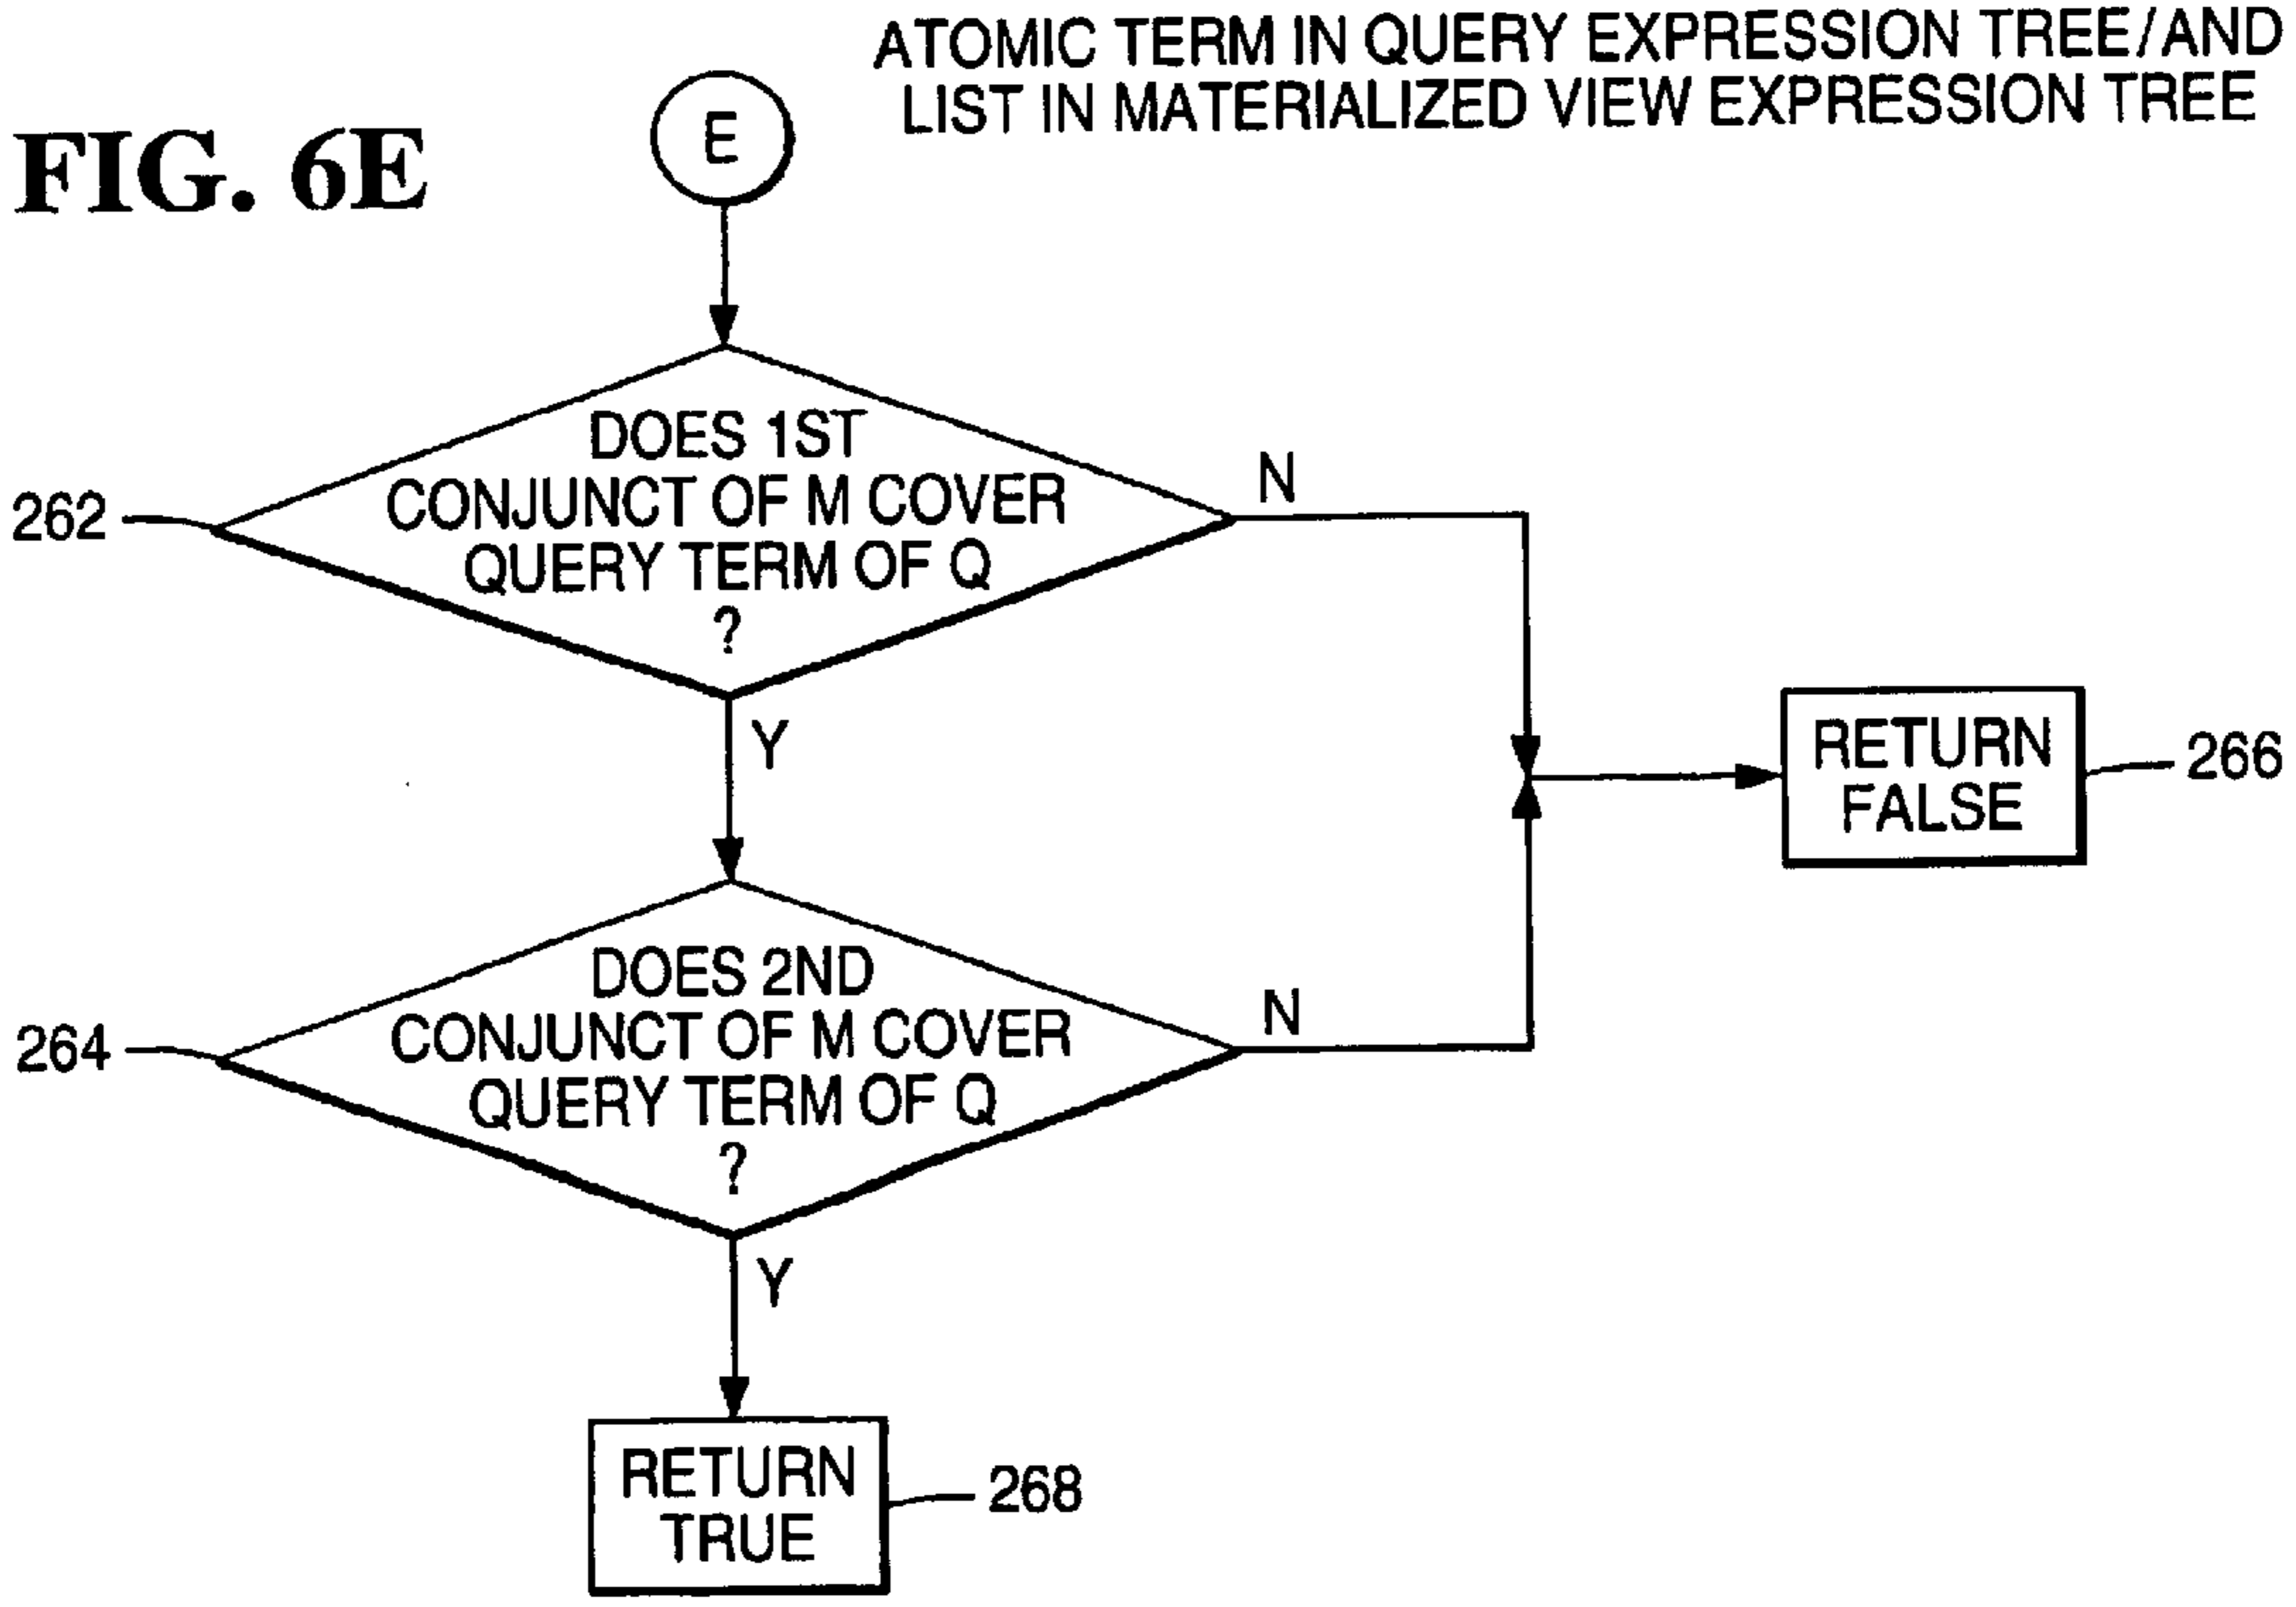 ATOMIC TERM IN QUERY EXPRESSION TREE/AND
LIST IN MATERIALIZED VIEW EXPRESSION TREE
FIG. 6E
E
DOES 1ST
CONJUNCT OF M COVER
QUERY TERM OF Q
?
262
N
Y
RETURN
FALSE
266
DOES 2ND
CONJUNCT OF M COVER
QUERY TERM OF Q
?
264
N
Y
RETURN
TRUE
268